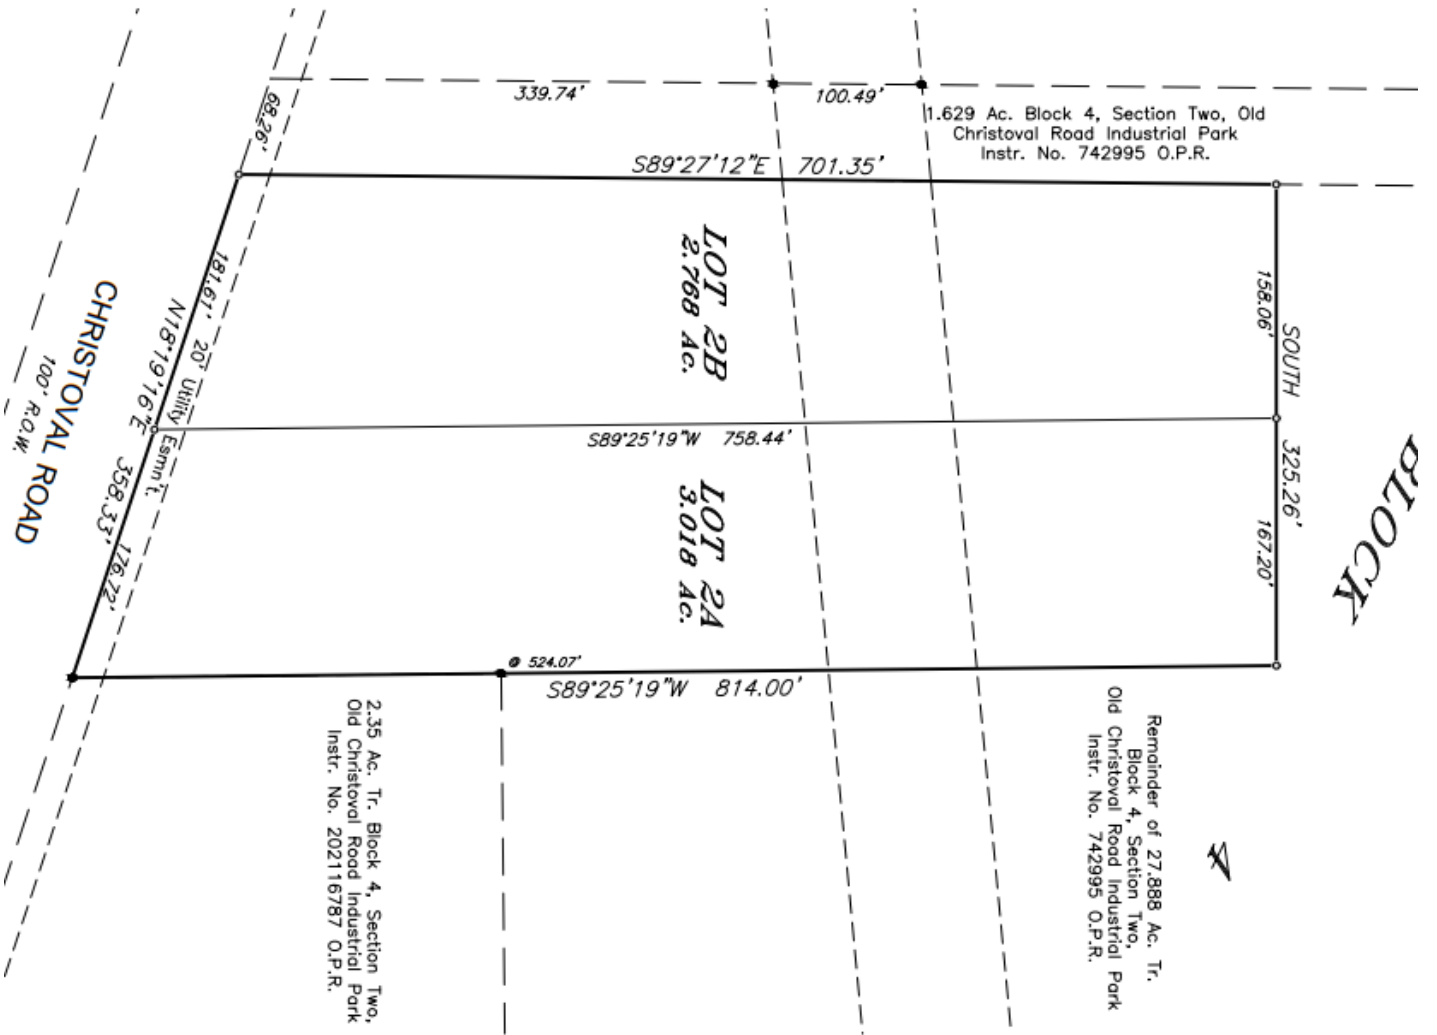 339.74'
100.49'
68.26'
1.629 Ac. Block 4, Section Two, Old
Christoval Road Industrial Park
Instr. No. 742995 O.P.R.
S89°27'12"E 701.35'
LOT 2B
2.768 Ac.
158.06'
SOUTH 325.26'
167.20'
BLOCK
4
181.61'
20' Utility Esmn't.
N18°19'16"E 358.33'
176.72'
CHRISTOVAL ROAD
100' R.O.W.
S89°25'19"W 758.44'
LOT 2A
3.018 Ac.
@ 524.07'
S89°25'19"W 814.00'
2.35 Ac. Tr. Block 4, Section Two,
Old Christoval Road Industrial Park
Instr. No. 202116787 O.P.R.
Remainder of 27.888 Ac. Tr.
Block 4, Section Two,
Old Christoval Road Industrial Park
Instr. No. 742995 O.P.R.